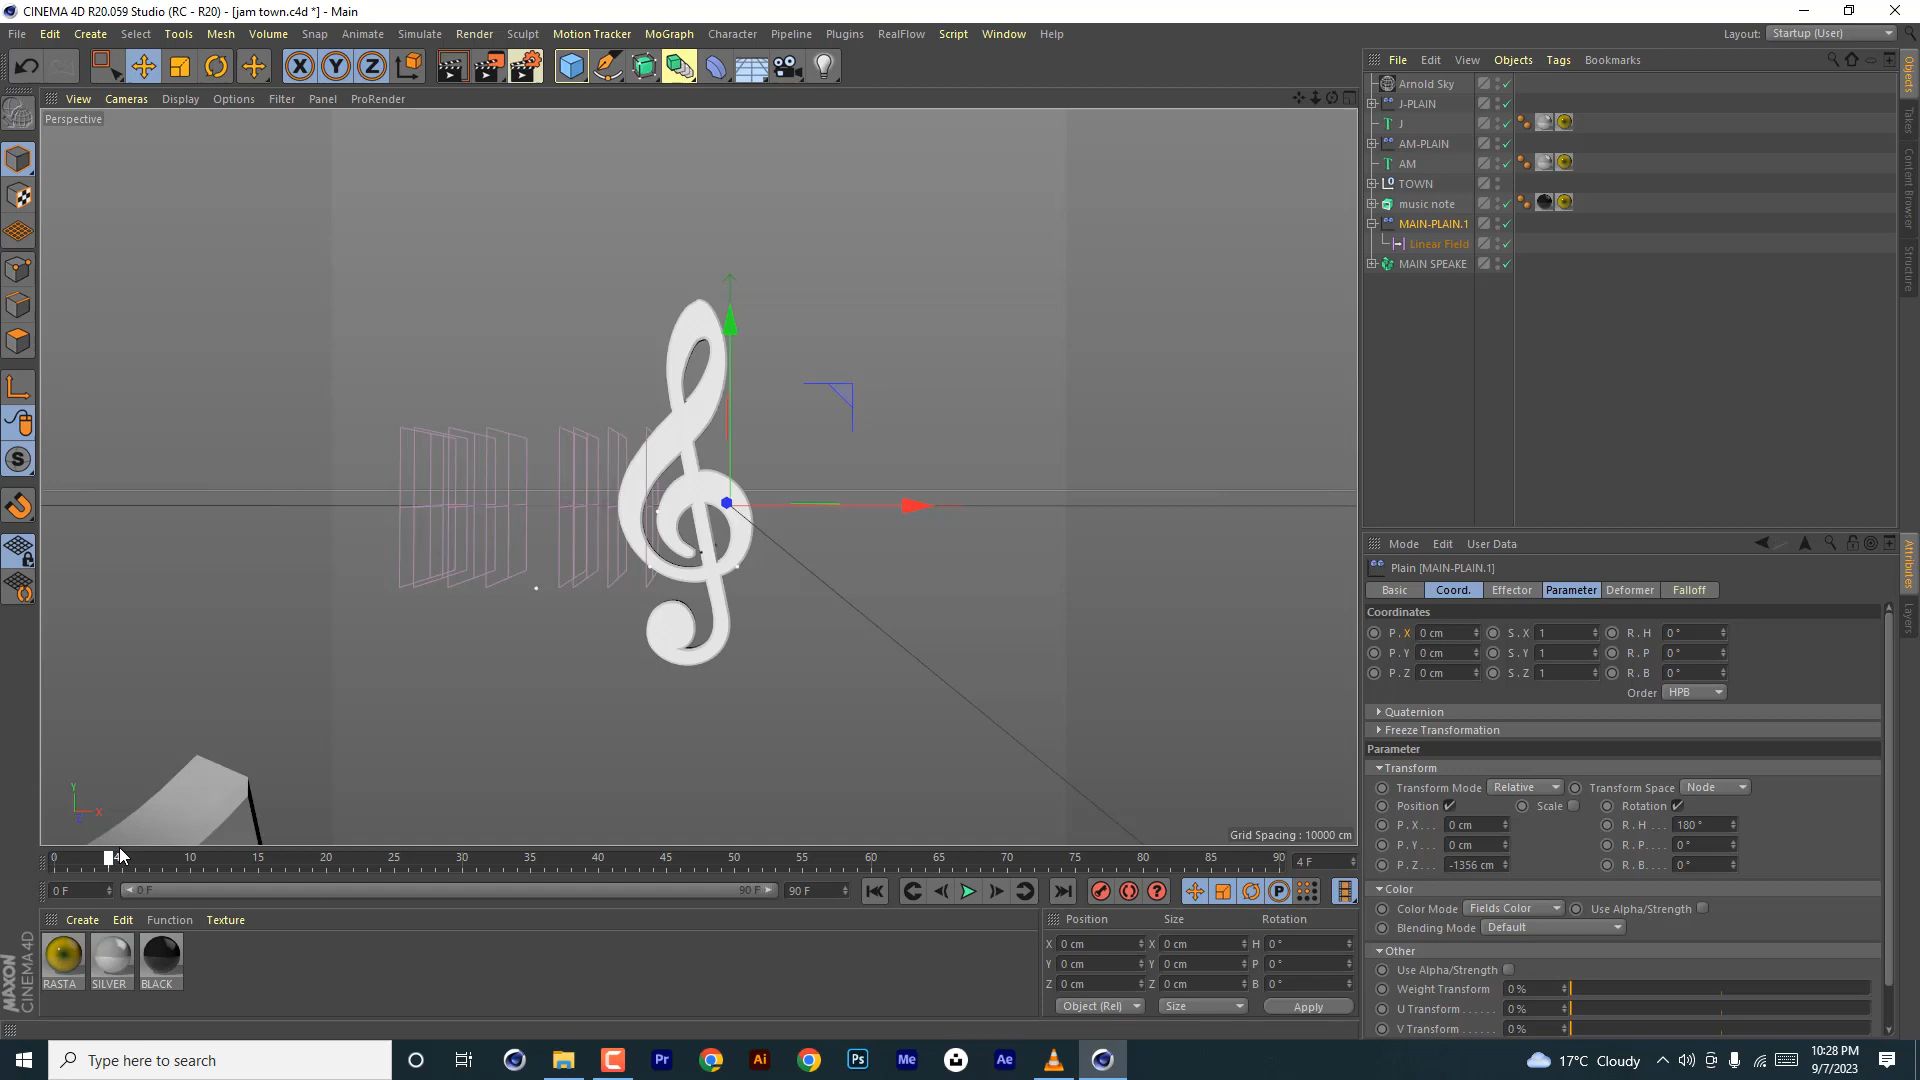 CINEMA 4D R20.059 Studio (RC - R20) - [jam town.c4d *] - Main
File Edit Create Select Tools Mesh Volume Snap Animate Simulate Render Sculpt Motion Tracker MoGraph Character Pipeline Plugins RealFlow Script Window Help
Layout: Startup (User)
View Cameras Display Options Filter Panel ProRender
Perspective
File Edit View Objects Tags Bookmarks
Arnold Sky
J-PLAIN
J
AM-PLAIN
AM
TOWN
music note
MAIN-PLAIN.1
Linear Field
MAIN SPEAKE
Objects
Takes
Content Browser
Structure
Attributes
Layers
Mode Edit User Data
Plain [MAIN-PLAIN.1]
Basic Coord. Effector Parameter Deformer Falloff
Coordinates
P . X 0 cm S . X 1 R . H 0 °
P . Y 0 cm S . Y 1 R . P 0 °
P . Z 0 cm S . Z 1 R . B 0 °
Order HPB
Quaternion
Freeze Transformation
Parameter
Transform
Transform Mode Relative Transform Space Node
Position Scale Rotation
P . X . . . 0 cm R . H . . . 180 °
P . Y . . . 0 cm R . P . . . 0 °
P . Z . . . -1356 cm R . B . . . 0 °
Color
Color Mode Fields Color Use Alpha/Strength
Blending Mode Default
Other
Use Alpha/Strength
Weight Transform 0 %
U Transform . . . . . 0 %
V Transform . . . . . 0 %
Y
X
Z
Grid Spacing : 10000 cm
0 4 10 15 20 25 30 35 40 45 50 55 60 65 70 75 80 85 90 4 F
0 F 0 F 90 F 90 F
Create Edit Function Texture
RASTA SILVER BLACK
MAXON
CINEMA 4D
Position Size Rotation
X 0 cm X 0 cm H 0 °
Y 0 cm Y 0 cm P 0 °
Z 0 cm Z 0 cm B 0 °
Object (Rel) Size Apply
Type here to search
17°C Cloudy
10:28 PM
9/7/2023